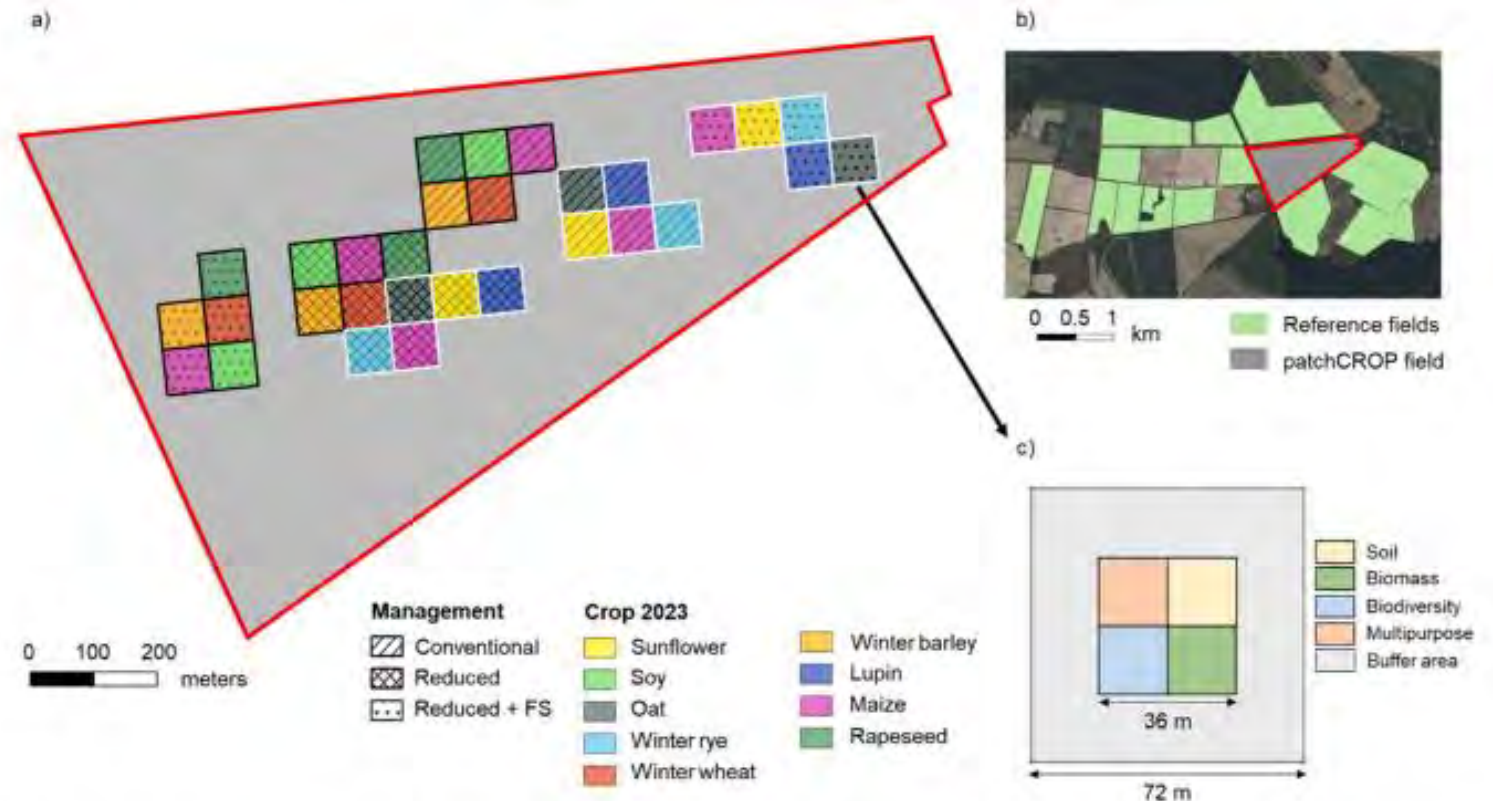 a)
b)
0 0.5 1
km
Reference fields
patchCROP field
c)
Soil
Biomass
Biodiversity
Multipurpose
Buffer area
36 m
72 m
0 100 200
meters
Management
Conventional
Reduced
Reduced + FS
Crop 2023
Sunflower
Soy
Oat
Winter rye
Winter wheat
Winter barley
Lupin
Maize
Rapeseed